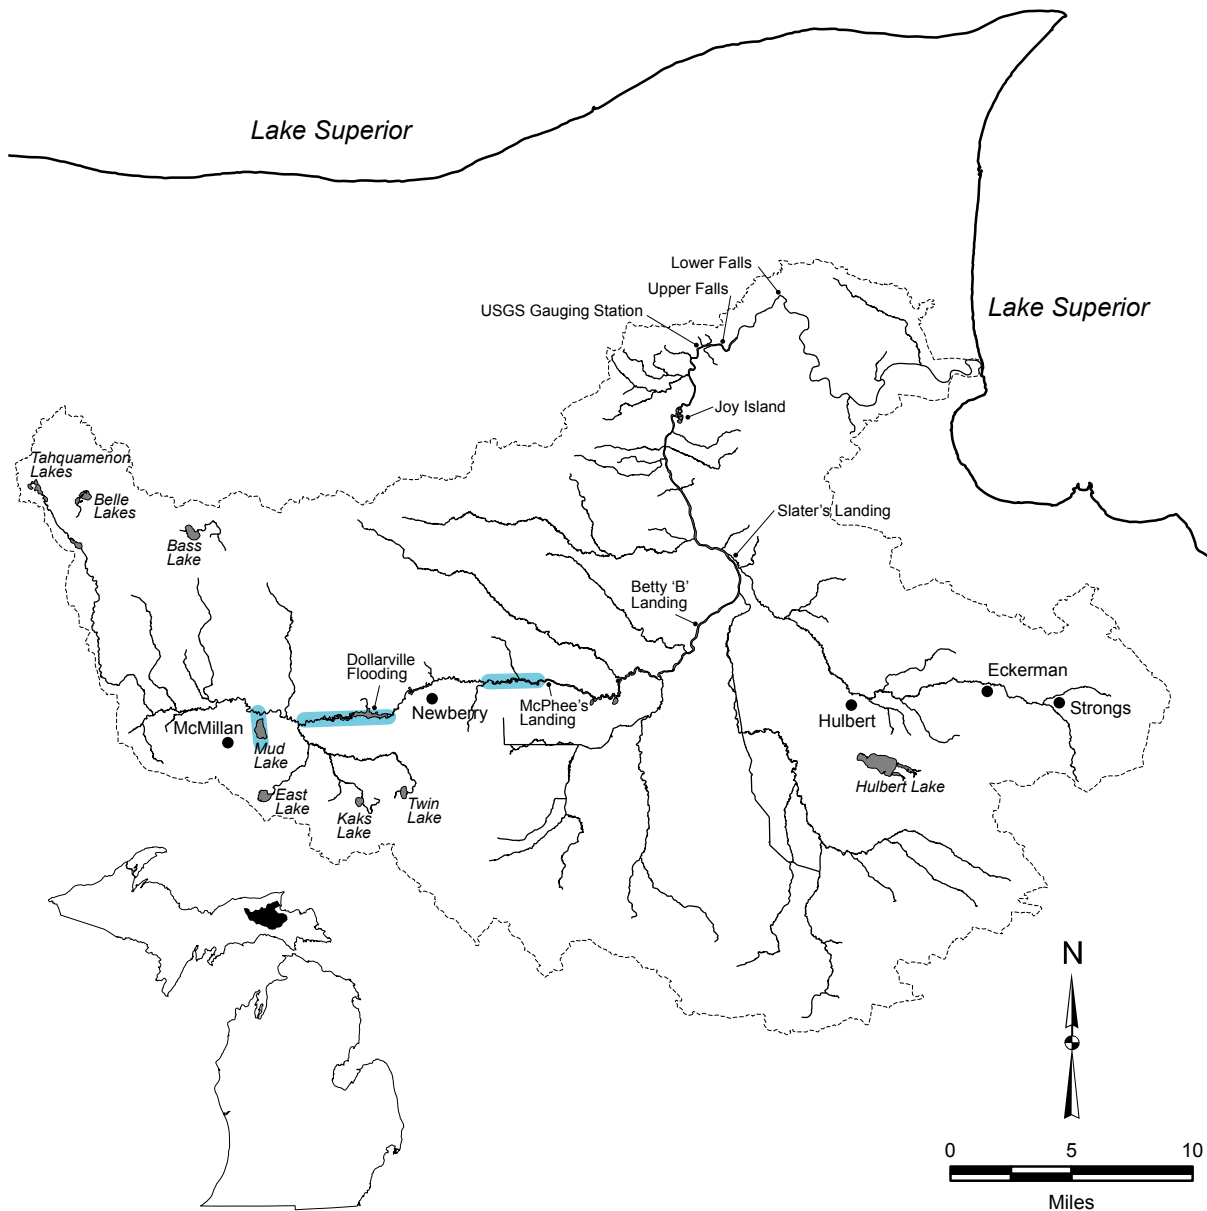 Lake Superior
Lower Falls
Upper Falls
USGS Gauging Station
Lake Superior
Joy Island
Tahquamenon
Lakes
Belle
Lakes
Bass
Lake
Slater's Landing
Betty 'B'
Landing
Dollarville
Flooding
Eckerman
McPhee's
Landing
Newberry
Strongs
Hulbert
McMillan
Mud
Lake
Hulbert Lake
East
Lake
Kaks
Lake
Twin
Lake
N
0 5 10
Miles